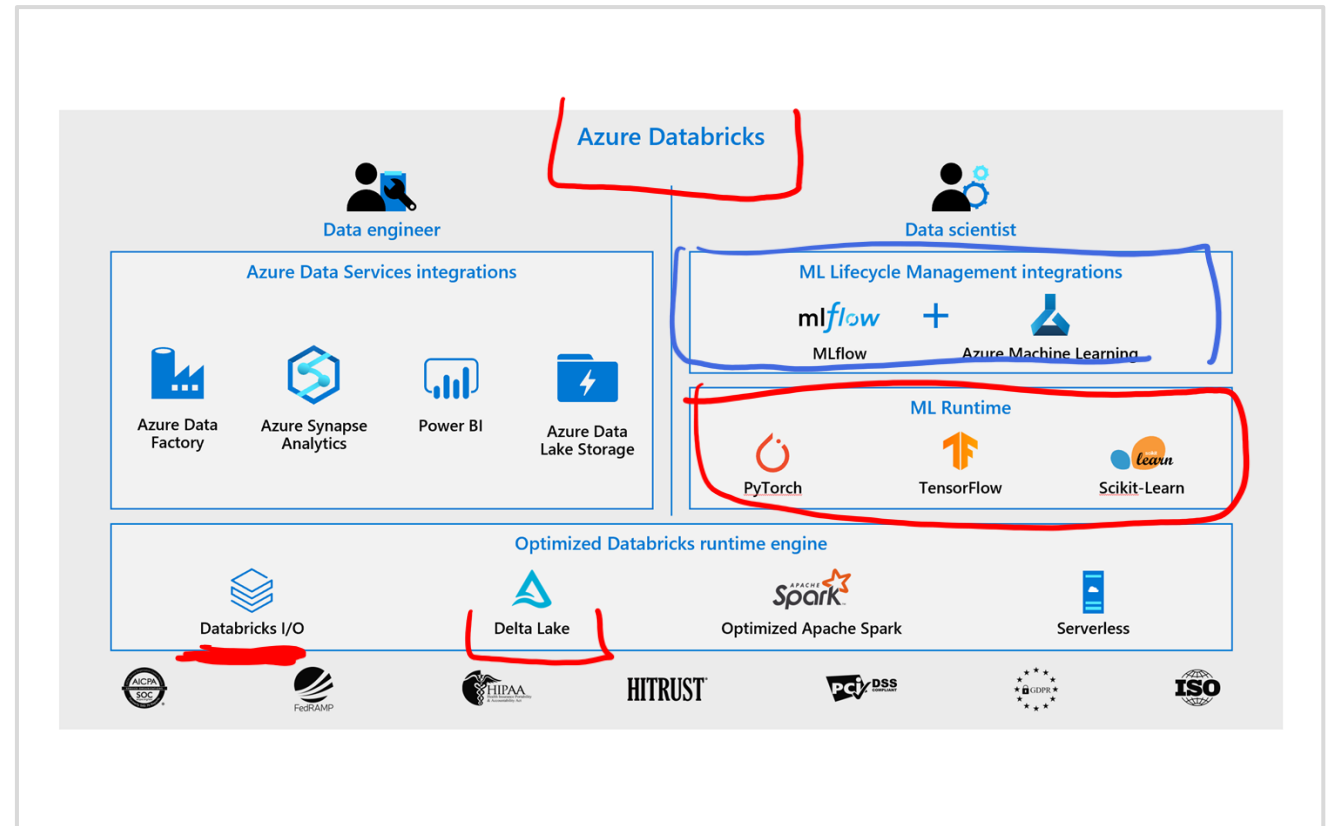 Azure Databricks
Data engineer
Data scientist
Azure Data Services integrations
ML Lifecycle Management integrations
mlflow
+
MLflow
Azure Machine Learning
Azure Data
Factory
Azure Synapse
Analytics
Power BI
Azure Data
Lake Storage
ML Runtime
learn
PyTorch
TensorFlow
Scikit-Learn
Optimized Databricks runtime engine
APACHE
Spark
Databricks I/O
Delta Lake
Optimized Apache Spark
Serverless
AICPA
SOC
FedRAMP
HIPAA
HITRUST
PCI DSS
COMPLIANT
GDPR
ISO